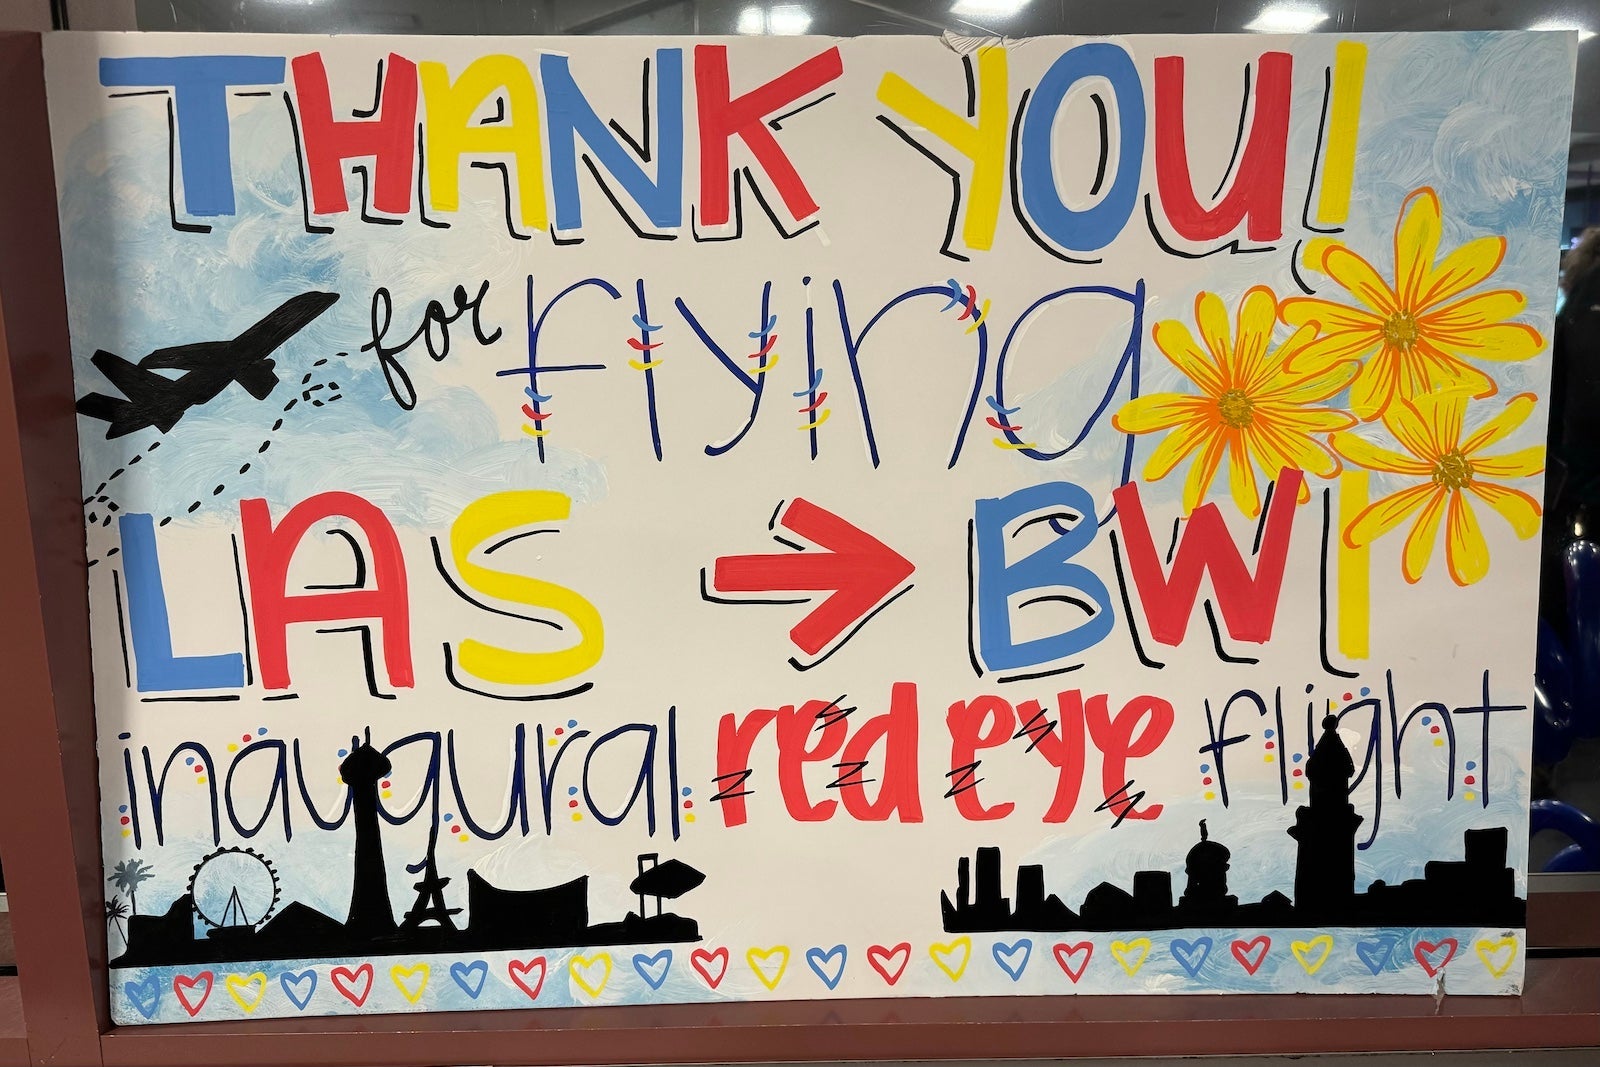 THANK YOU!
for flying
LAS → BWI
inaugural red eye flight